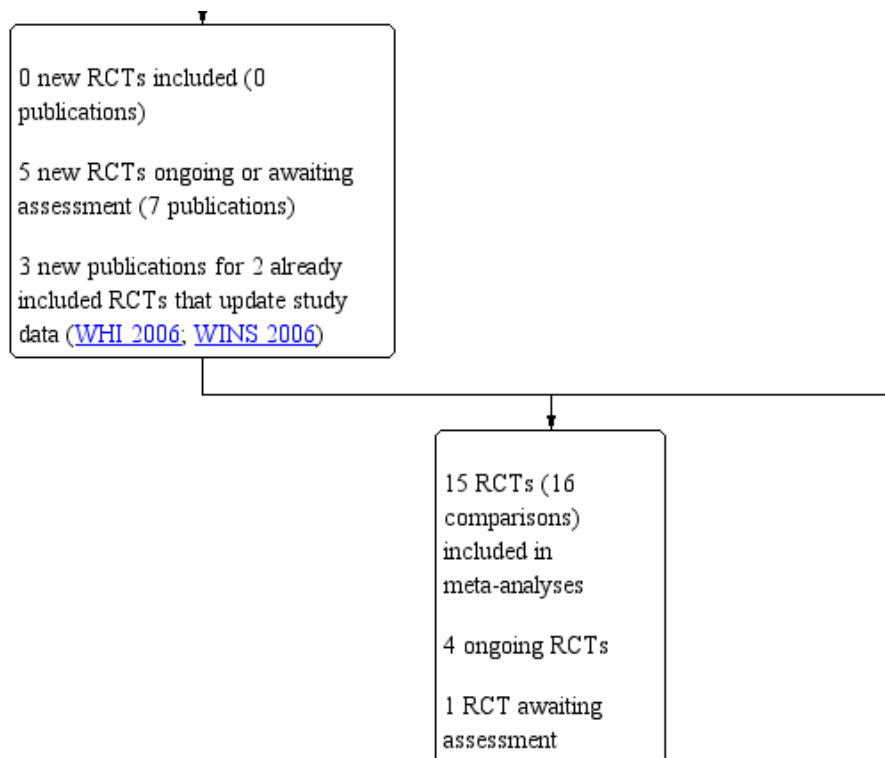 0 new RCTs included (0
publications)
5 new RCTs ongoing or awaiting
assessment (7 publications)
3 new publications for 2 already
included RCTs that update study
data (WHI 2006; WINS 2006)
15 RCTs (16
comparisons)
included in
meta-analyses
4 ongoing RCTs
1 RCT awaiting
assessment